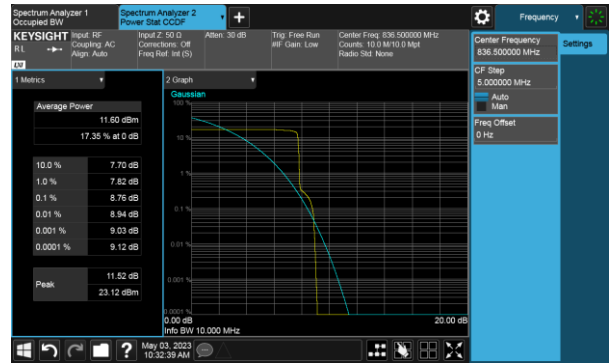 Spectrum Analyzer 1
Occupied BW
Spectrum Analyzer 2
Power Stat CCDF
Frequency
KEYSIGHT
RL
LXI
Input: RF
Coupling: AC
Align: Auto
Input Z: 50 Ω
Corrections: Off
Freq Ref: Int (S)
Atten: 30 dB
Trig: Free Run
#IF Gain: Low
Center Freq: 836.500000 MHz
Counts: 10.0 M/10.0 Mpt
Radio Std: None
Center Frequency
836.500000 MHz
Settings
CF Step
5.000000 MHz
Auto
Man
Freq Offset
0 Hz
1 Metrics
Average Power
11.60 dBm
17.35 % at 0 dB
10.0 % 7.70 dB
1.0 % 7.82 dB
0.1 % 8.76 dB
0.01 % 8.94 dB
0.001 % 9.03 dB
0.0001 % 9.12 dB
Peak
11.52 dB
23.12 dBm
2 Graph
Gaussian
100 %
10 %
1 %
0.1 %
0.01 %
0.001 %
0.0001 %
0.00 dB 20.00 dB
Info BW 10.000 MHz
May 03, 2023
10:32:39 AM